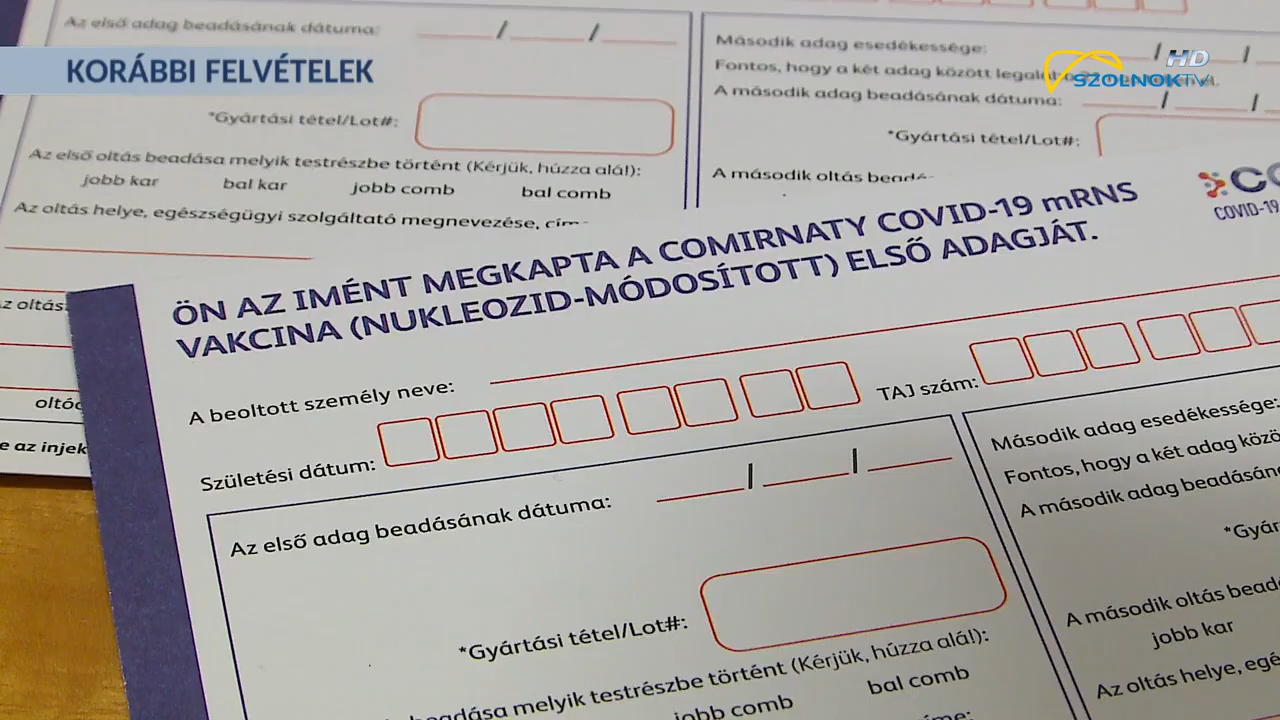 Az első adag beadásának dátuma: / /
KORÁBBI FELVÉTELEK
*Gyártási tétel/Lot#:
Az első oltás beadása melyik testrészbe történt (Kérjük, húzza alá!):
jobb kar bal kar jobb comb bal comb
Az oltás helye, egészségügyi szolgáltató megnevezése,
Második adag esedékessége: / /
Fontos, hogy a két adag között
A második adag beadásának dátuma: / /
*Gyártási tétel/Lot#:
A második oltás
HD
SZOLNOK TV
COVID-19
oltás
e az injek
ÖN AZ IMÉNT MEGKAPTA A COMIRNATY COVID-19 mRNS
VAKCINA (NUKLEOZID-MÓDOSÍTOTT) ELSŐ ADAGJÁT.
A beoltott személy neve:
Születési dátum:
TAJ szám:
Az első adag beadásának dátuma: / /
*Gyártási tétel/Lot#:
beadása melyik testrészbe történt (Kérjük, húzza alá!):
jobb comb bal comb
Második adag esedékessége:
Fontos, hogy a két adag közö
A második adag beadásán
*Gyár
A második oltás bead
jobb kar
Az oltás helye, egé